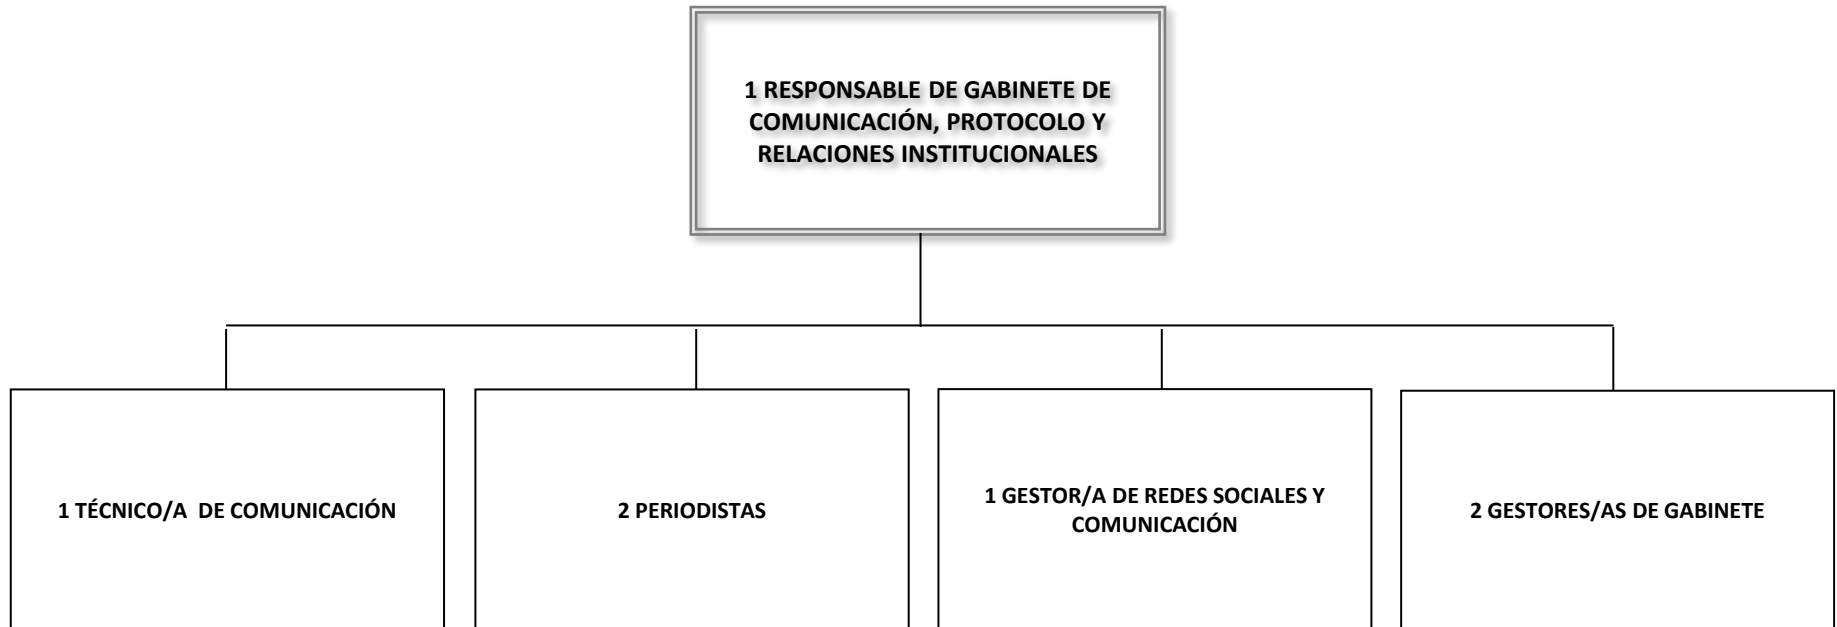 1 RESPONSABLE DE GABINETE DE
COMUNICACIÓN, PROTOCOLO Y
RELACIONES INSTITUCIONALES
1 TÉCNICO/A DE COMUNICACIÓN
2 PERIODISTAS
1 GESTOR/A DE REDES SOCIALES Y
COMUNICACIÓN
2 GESTORES/AS DE GABINETE